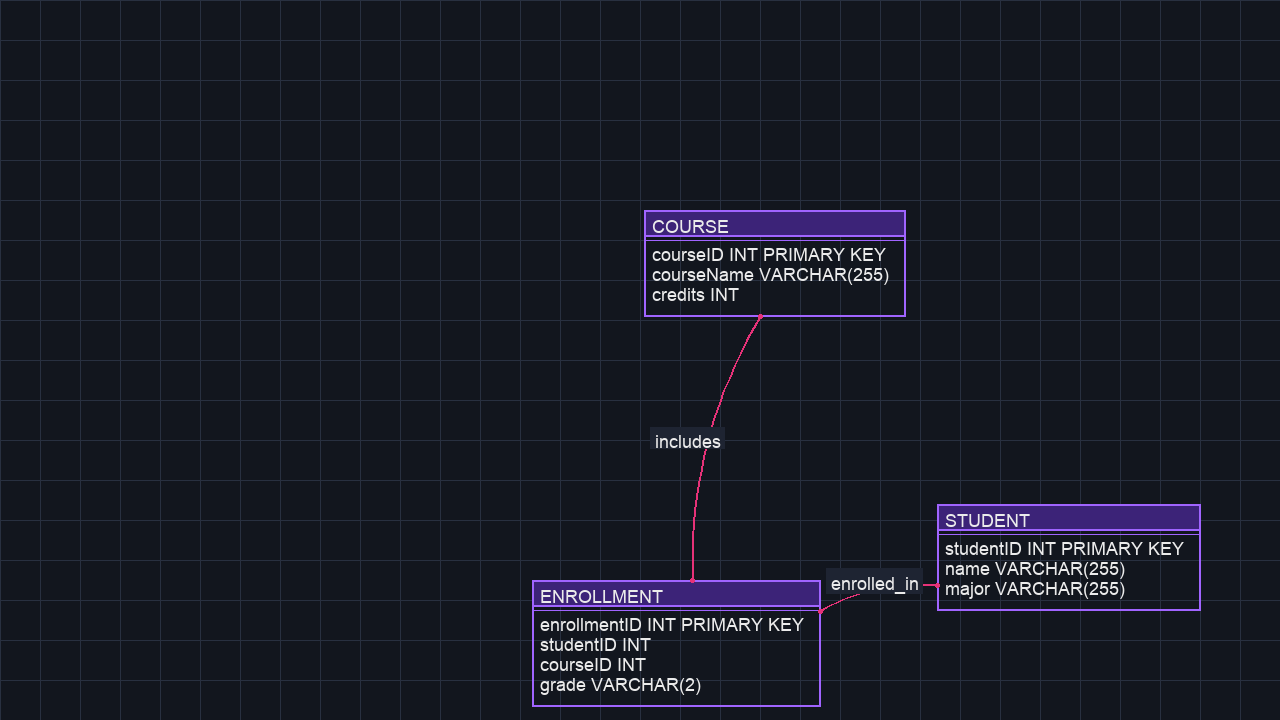 COURSE
courseID INT PRIMARY KEY
courseName VARCHAR(255)
credits INT
includes
STUDENT
studentID INT PRIMARY KEY
name VARCHAR(255)
major VARCHAR(255)
enrolled_in
ENROLLMENT
enrollmentID INT PRIMARY KEY
studentID INT
courseID INT
grade VARCHAR(2)